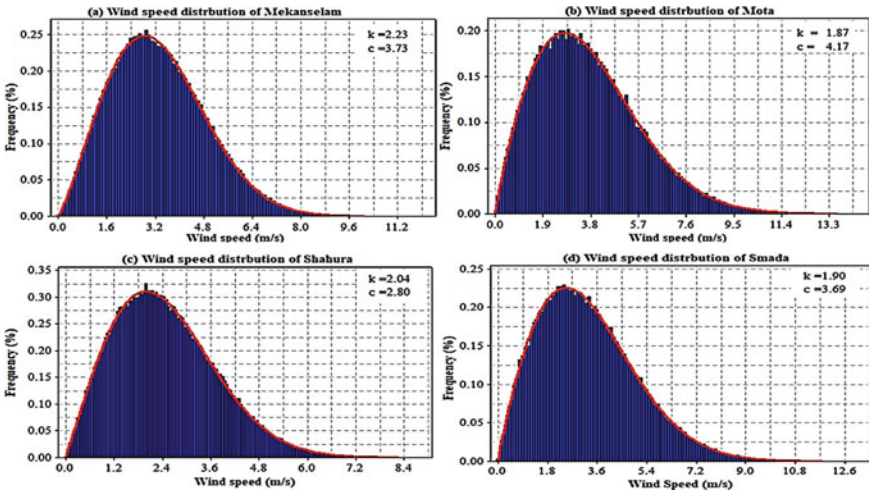 (a) Wind speed distrbution of Mekanselam
k =2.23
c =3.73
Frequency (%)
0.25
0.20
0.15
0.10
0.05
0.00
0.0 1.6 3.2 4.8 6.4 8.0 9.6 11.2
Wind speed (m/s)
(b) Wind speed distrbution of Mota
k = 1.87
c = 4.17
Frequency (%)
0.20
0.15
0.10
0.05
0.00
0.0 1.9 3.8 5.7 7.6 9.5 11.4 13.3
Wind speed (m/s)
(c) Wind speed distrbution of Shahura
k =2.04
c =2.80
Frequency (%)
0.35
0.30
0.25
0.20
0.15
0.10
0.05
0.00
0.0 1.2 2.4 3.6 4.8 6.0 7.2 8.4
Wind speed (m/s)
(d) Wind speed distrbution of Smada
k =1.90
c =3.69
Frequency (%)
0.25
0.20
0.15
0.10
0.05
0.00
0.0 1.8 3.6 5.4 7.2 9.0 10.8 12.6
Wind Speed (m/s)